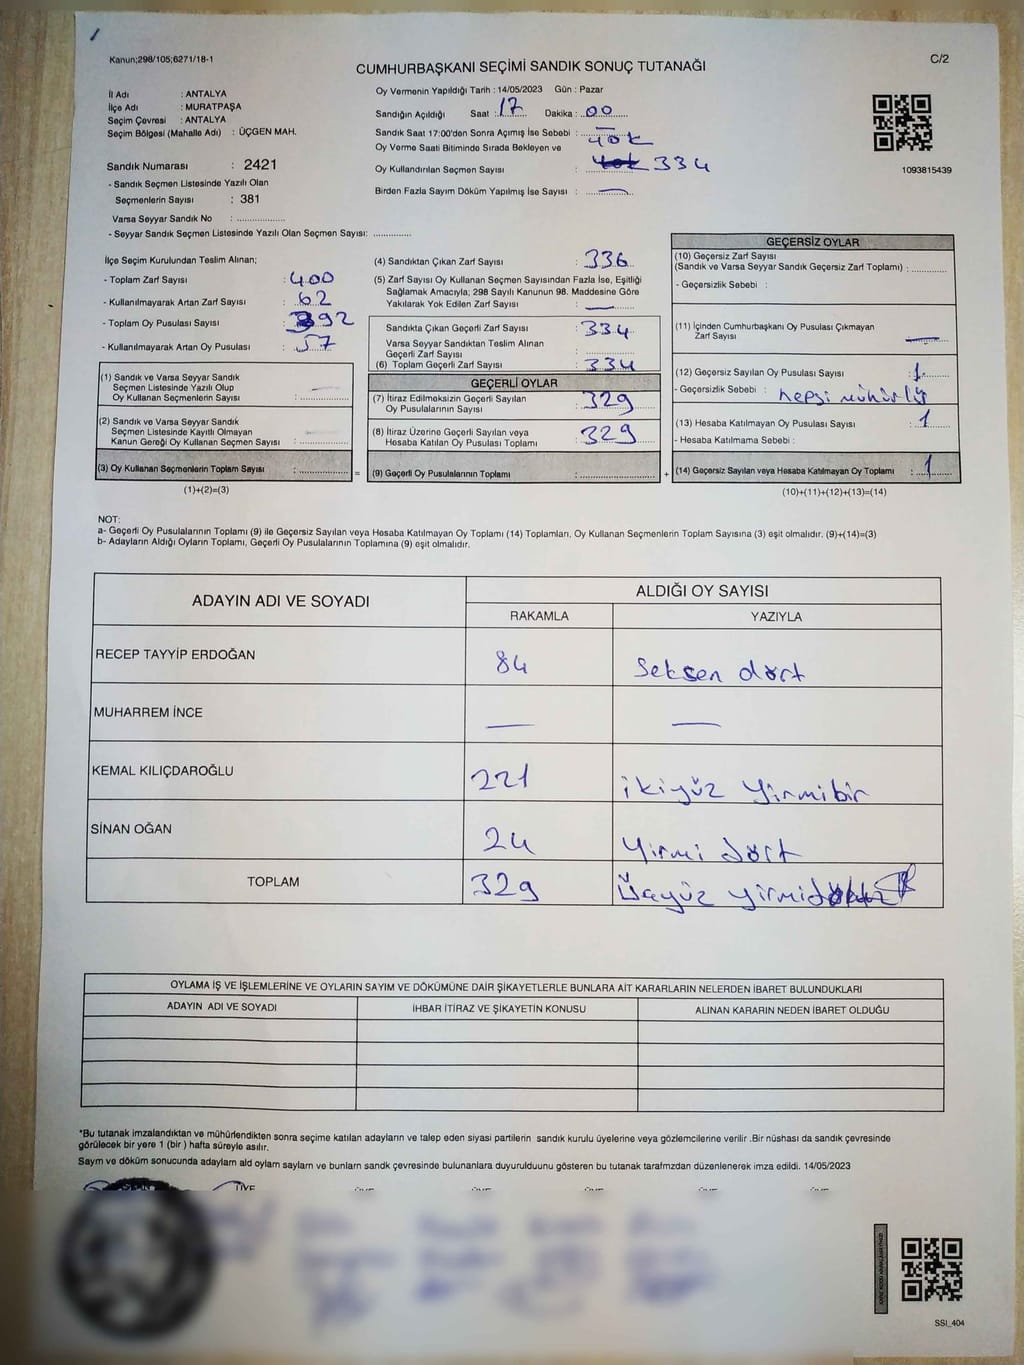 Kanun;298/105;6271/18-1
C/2
CUMHURBAŞKANI SEÇİMİ SANDIK SONUÇ TUTANAĞI
İl Adı : ANTALYA
İlçe Adı : MURATPAŞA
Seçim Çevresi : ANTALYA
Seçim Bölgesi (Mahalle Adı) : ÜÇGEN MAH.
Sandık Numarası : 2421
- Sandık Seçmen Listesinde Yazılı Olan
Seçmenlerin Sayısı : 381
Varsa Seyyar Sandık No : ..............
- Seyyar Sandık Seçmen Listesinde Yazılı Olan Seçmen Sayısı: ............
Oy Vermenin Yapıldığı Tarih : 14/05/2023 Gün : Pazar
Sandığın Açıldığı Saat : 17 Dakika : 00
Sandık Saat 17:00'den Sonra Açımış İse Sebebi : yok
Oy Verme Saati Bitiminde Sırada Bekleyen ve
Oy Kullandırılan Seçmen Sayısı : 334
Birden Fazla Sayım Döküm Yapılmış İse Sayısı : —
1093815439
İlçe Seçim Kurulundan Teslim Alınan;
- Toplam Zarf Sayısı : 400
- Kullanılmayarak Artan Zarf Sayısı : 62
- Toplam Oy Pusulası Sayısı : 392
- Kullanılmayarak Artan Oy Pusulası : 57
(1) Sandık ve Varsa Seyyar Sandık
Seçmen Listesinde Yazılı Olup
Oy Kullanan Seçmenlerin Sayısı : —
(2) Sandık ve Varsa Seyyar Sandık
Seçmen Listesinde Kayıtlı Olmayan
Kanun Gereği Oy Kullanan Seçmen Sayısı : —
(3) Oy Kullanan Seçmenlerin Toplam Sayısı : ............ =
(1)+(2)=(3)
(4) Sandıktan Çıkan Zarf Sayısı : 336
(5) Zarf Sayısı Oy Kullanan Seçmen Sayısından Fazla İse, Eşitliği
Sağlamak Amacıyla; 298 Sayılı Kanunun 98. Maddesine Göre
Yakılarak Yok Edilen Zarf Sayısı : —
Sandıkta Çıkan Geçerli Zarf Sayısı : 334
Varsa Seyyar Sandıktan Teslim Alınan
Geçerli Zarf Sayısı : ............
(6) Toplam Geçerli Zarf Sayısı : 334
GEÇERLİ OYLAR
(7) İtiraz Edilmeksizin Geçerli Sayılan
Oy Pusulalarının Sayısı : 329
(8) İtiraz Üzerine Geçerli Sayılan veya
Hesaba Katılan Oy Pusulası Toplamı : 329
(9) Geçerli Oy Pusulalarının Toplamı : ............ +
GEÇERSİZ OYLAR
(10) Geçersiz Zarf Sayısı
(Sandık ve Varsa Seyyar Sandık Geçersiz Zarf Toplamı) : ............
- Geçersizlik Sebebi :
(11) İçinden Cumhurbaşkanı Oy Pusulası Çıkmayan
Zarf Sayısı : —
(12) Geçersiz Sayılan Oy Pusulası Sayısı : 1
- Geçersizlik Sebebi : hepsi mühürlü
(13) Hesaba Katılmayan Oy Pusulası Sayısı : 1
- Hesaba Katılmama Sebebi :
(14) Geçersiz Sayılan veya Hesaba Katılmayan Oy Toplamı : 1
(10)+(11)+(12)+(13)=(14)
NOT:
a- Geçerli Oy Pusulalarının Toplamı (9) ile Geçersiz Sayılan veya Hesaba Katılmayan Oy Toplamı (14) Toplamları, Oy Kullanan Seçmenlerin Toplam Sayısına (3) eşit olmalıdır. (9)+(14)=(3)
b- Adayların Aldığı Oyların Toplamı, Geçerli Oy Pusulalarının Toplamına (9) eşit olmalıdır.
ADAYIN ADI VE SOYADI
ALDIĞI OY SAYISI
RAKAMLA YAZIYLA
RECEP TAYYİP ERDOĞAN 84 Seksen dört
MUHARREM İNCE — —
KEMAL KILIÇDAROĞLU 221 ikiyüz yirmibir
SİNAN OĞAN 24 Yirmi dört
TOPLAM 329 Üçyüz yirmidokuz
OYLAMA İŞ VE İŞLEMLERİNE VE OYLARIN SAYIM VE DÖKÜMÜNE DAİR ŞİKAYETLERLE BUNLARA AİT KARARLARIN NELERDEN İBARET BULUNDUKLARI
ADAYIN ADI VE SOYADI İHBAR İTİRAZ VE ŞİKAYETİN KONUSU ALINAN KARARIN NEDEN İBARET OLDUĞU
*Bu tutanak imzalandıktan ve mühürlendikten sonra seçime katılan adayların ve talep eden siyasi partilerin sandık kurulu üyelerine veya gözlemcilerine verilir .Bir nüshası da sandık çevresinde
görülecek bir yere 1 (bir ) hafta süreyle asılır.
Sayım ve döküm sonucunda adayların ald oyların sayları ve bunların sandk çevresinde bulunanlara duyurulduunu gösteren bu tutanak tarafmzdan düzenlenerek imza edildi. 14/05/2023
SSI_404